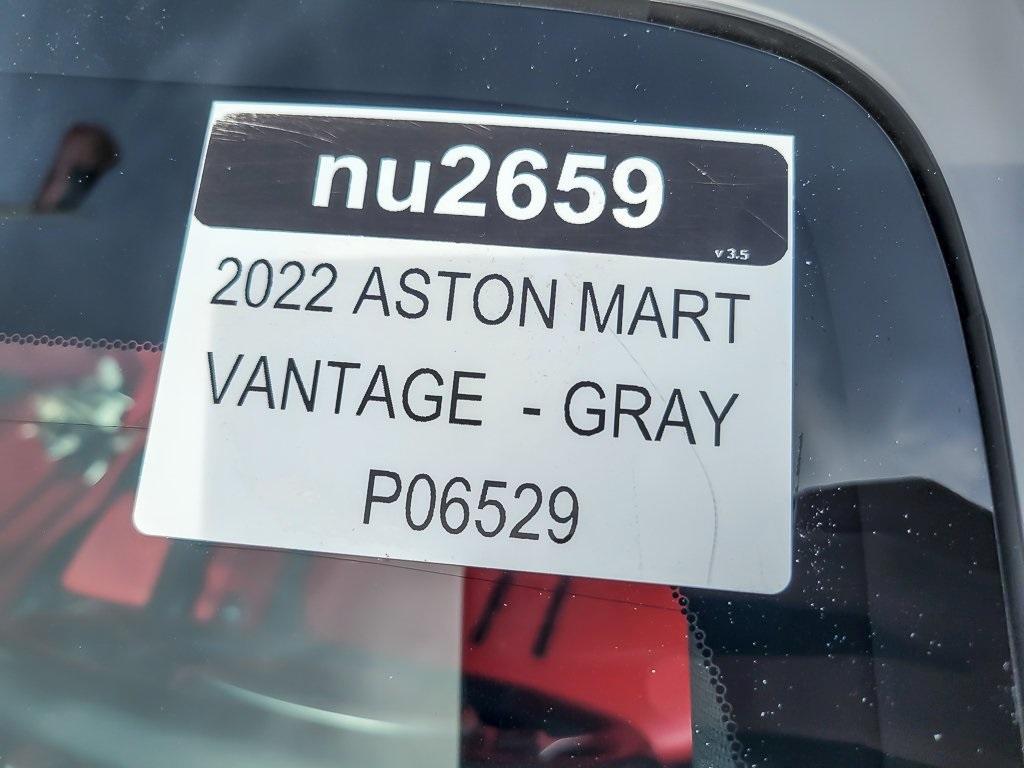 nu2659
v 3.5
2022 ASTON MART
VANTAGE - GRAY
P06529